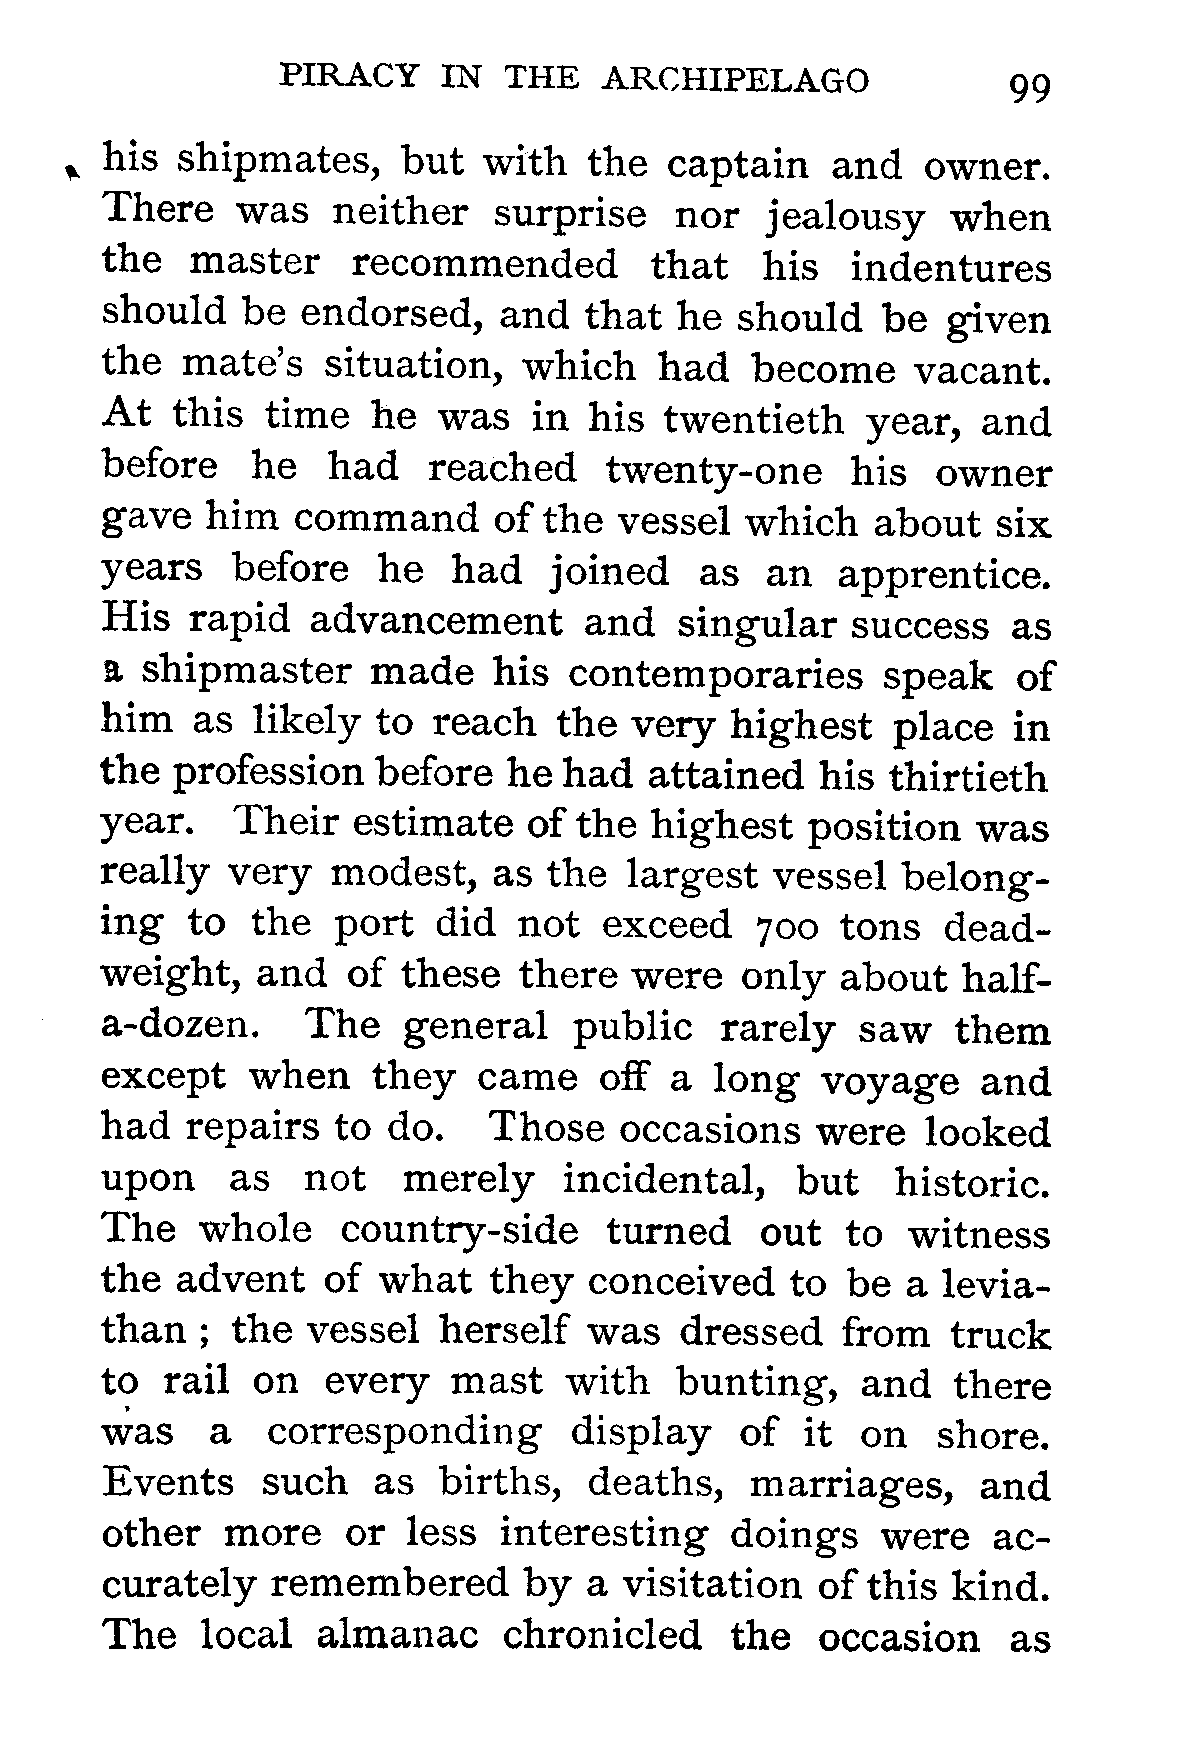 PIRACY IN THE ARCHIPELAGO 99
his shipmates, but with the captain and owner.
There was neither surprise nor jealousy when
the master recommended that his indentures
should be endorsed, and that he should be given
the mate's situation, which had become vacant.
At this time he was in his twentieth year, and
before he had reached twenty-one his owner
gave him command of the vessel which about six
years before he had joined as an apprentice.
His rapid advancement and singular success as
a shipmaster made his contemporaries speak of
him as likely to reach the very highest place in
the profession before he had attained his thirtieth
year. Their estimate of the highest position was
really very modest, as the largest vessel belong-
ing to the port did not exceed 700 tons dead-
weight, and of these there were only about half-
a-dozen. The general public rarely saw them
except when they came off a long voyage and
had repairs to do. Those occasions were looked
upon as not merely incidental, but historic.
The whole country-side turned out to witness
the advent of what they conceived to be a levia-
than ; the vessel herself was dressed from truck
to rail on every mast with bunting, and there
was a corresponding display of it on shore.
Events such as births, deaths, marriages, and
other more or less interesting doings were ac-
curately remembered by a visitation of this kind.
The local almanac chronicled the occasion as